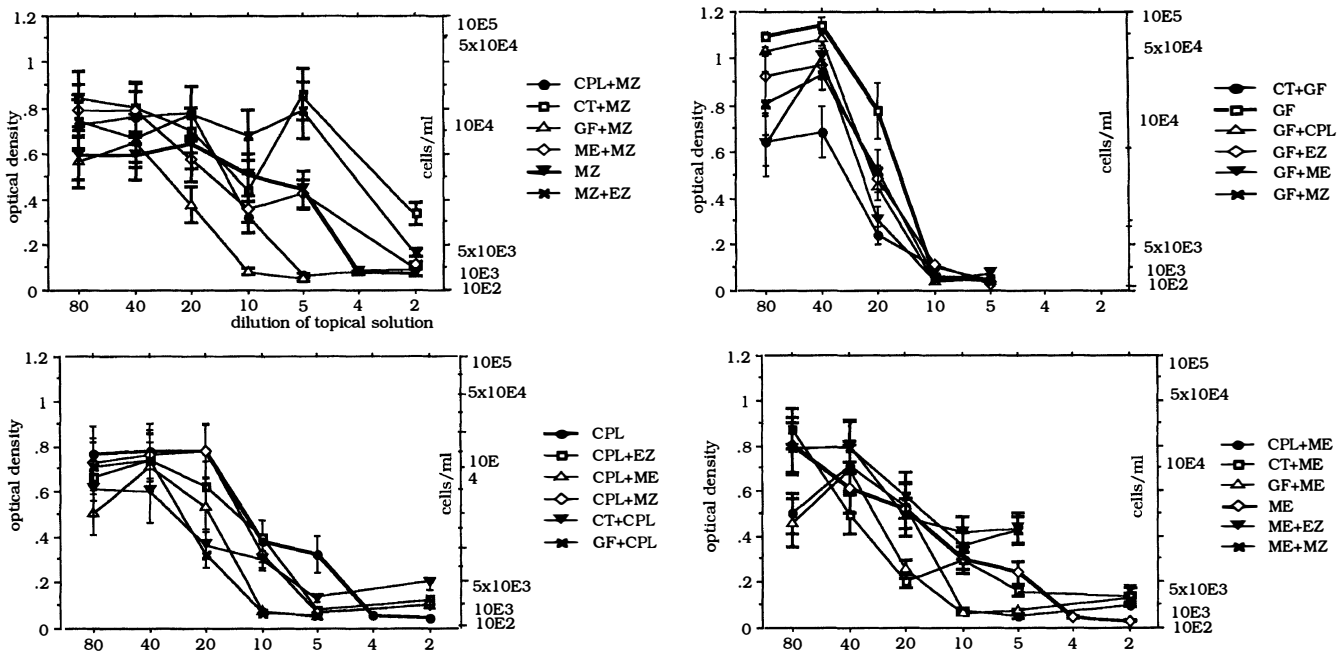 1.2
1
.8
.6
.4
.2
0
optical density
80 40 20 10 5 4 2
dilution of topical solution
10E5
5x10E4
10E4
5x10E3
10E3
10E2
cells/ml
CPL+MZ
CT+MZ
GF+MZ
ME+MZ
MZ
MZ+EZ
1.2
1
.8
.6
.4
.2
0
optical density
80 40 20 10 5 4 2
10E5
5x10E4
10E4
5x10E3
10E3
10E2
cells/ml
CT+GF
GF
GF+CPL
GF+EZ
GF+ME
GF+MZ
1.2
1
.8
.6
.4
.2
0
optical density
80 40 20 10 5 4 2
10E5
5x10E4
10E
4
5x10E3
10E3
10E2
cells/ml
CPL
CPL+EZ
CPL+ME
CPL+MZ
CT+CPL
GF+CPL
1.2
1
.8
.6
.4
.2
0
optical density
80 40 20 10 5 4 2
10E5
5x10E4
10E4
5x10E3
10E3
10E2
cells/ml
CPL+ME
CT+ME
GF+ME
ME
ME+EZ
ME+MZ